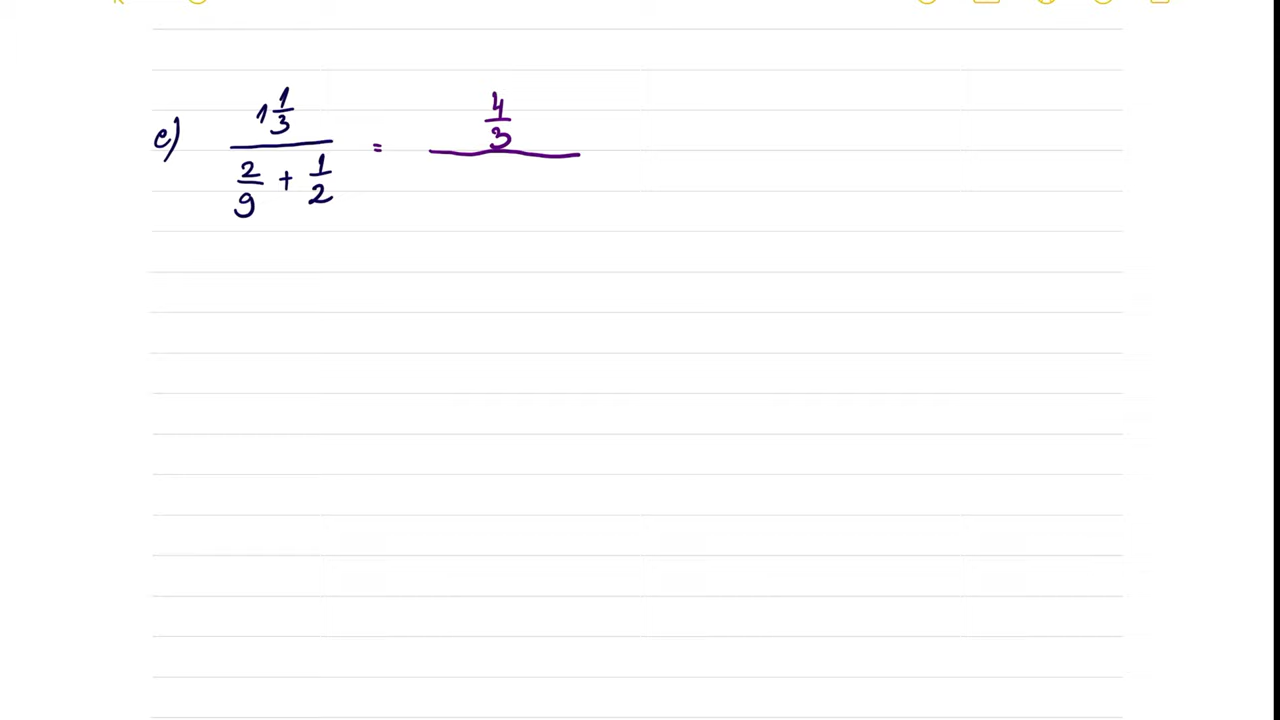 e) 1 1/3 / (2/9 + 1/2) = 4/3 /